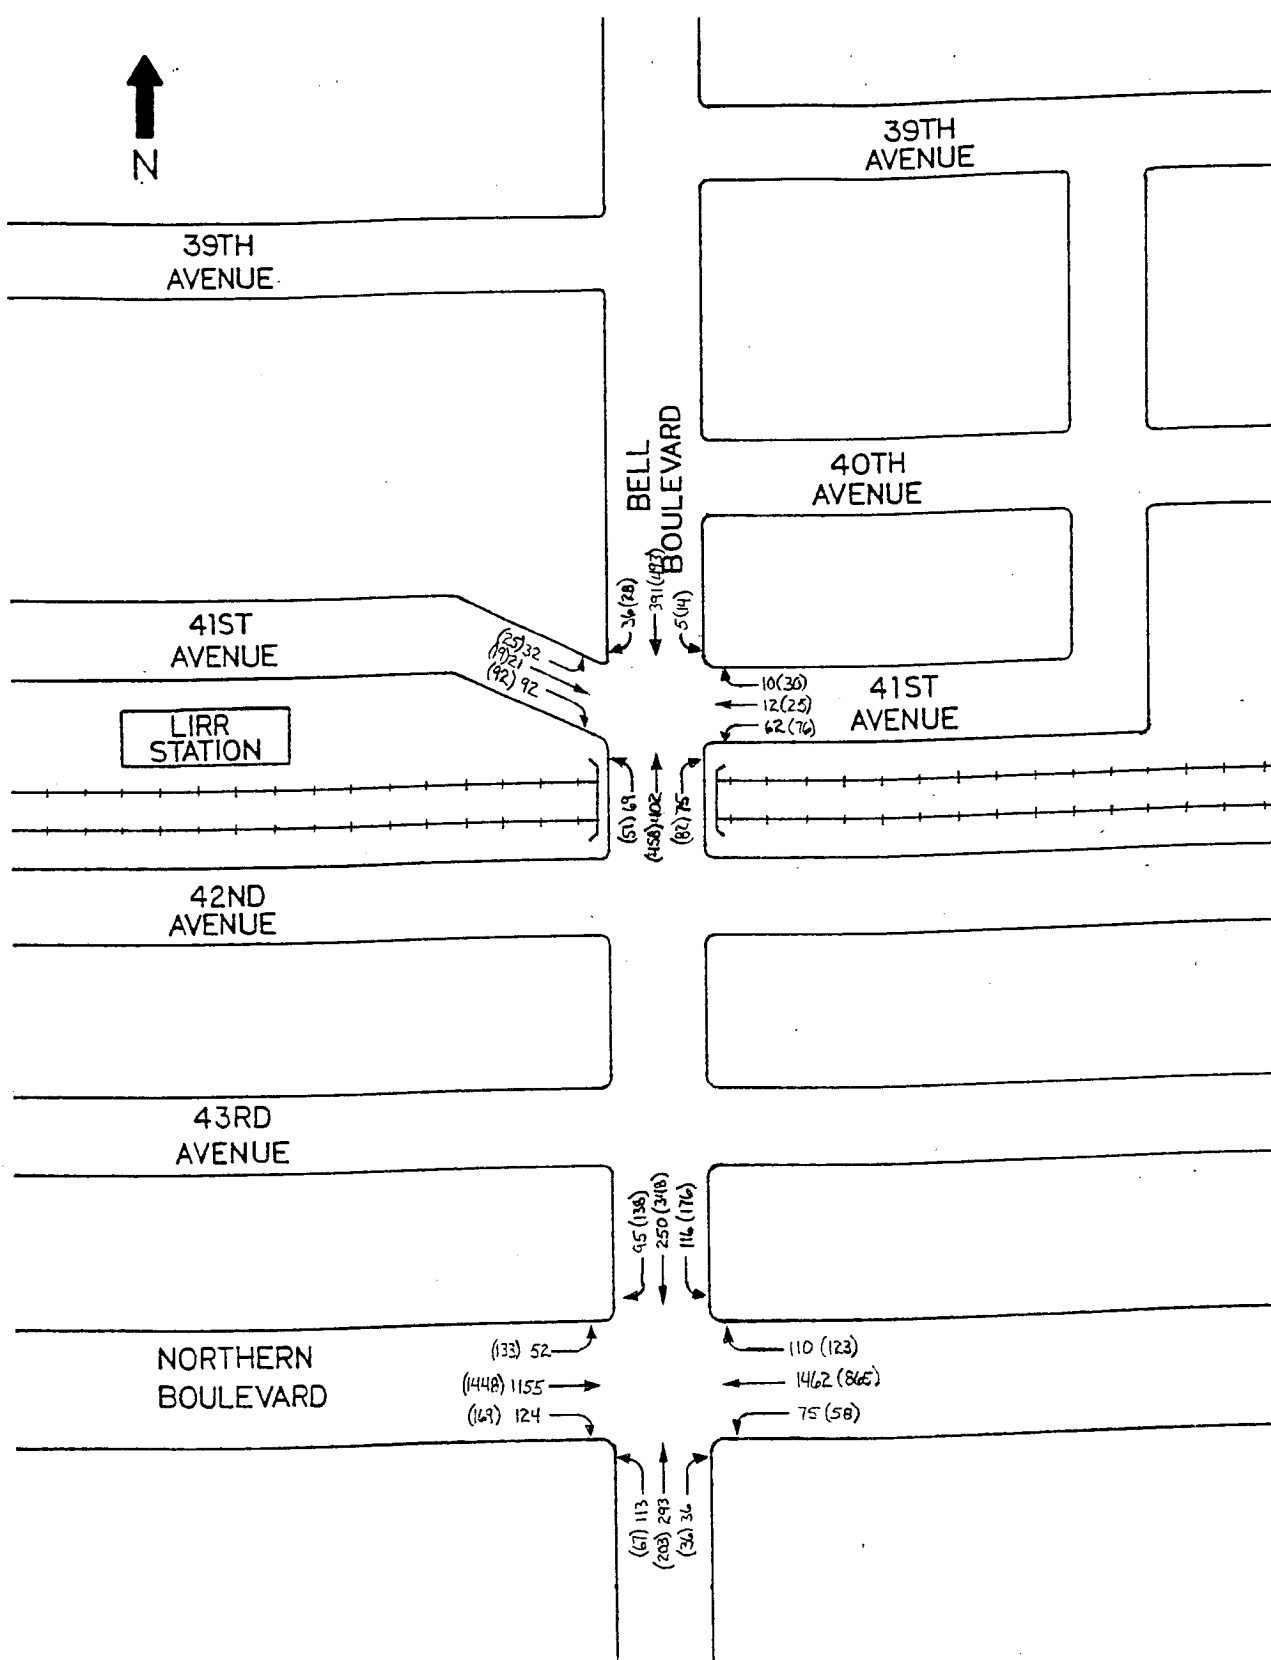 N
39TH
AVENUE
39TH
AVENUE
BELL
BOULEVARD
40TH
AVENUE
36(28)
391(493)
5(14)
41ST
AVENUE
(25)32
(19)21
(92) 92
10(30)
12(25)
62(76)
41ST
AVENUE
LIRR
STATION
(57) 69
(458)402
(82) 75
42ND
AVENUE
43RD
AVENUE
95(138)
250(348)
116(176)
NORTHERN
BOULEVARD
(133) 52
(1448) 1155
(169) 124
110 (123)
1462 (865)
75 (58)
(67) 113
(203) 293
(36) 36